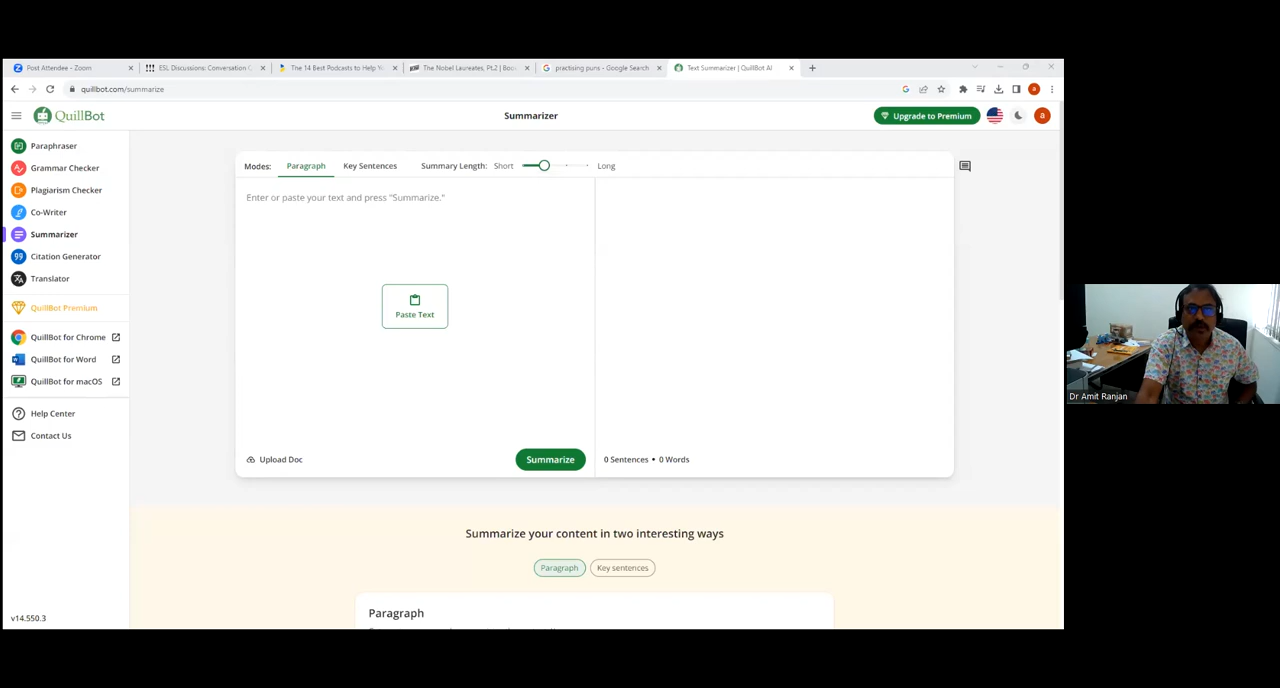 Post Attendee - Zoom
ESL Discussions: Conversation C
The 14 Best Podcasts to Help Y
The Nobel Laureates, Pt.2 | Boo
practising puns - Google Search
Text Summarizer | QuillBot AI
quillbot.com/summarize
QuillBot
Summarizer
Upgrade to Premium
a
Paraphraser
Grammar Checker
Plagiarism Checker
Co-Writer
Summarizer
Citation Generator
Translator
QuillBot Premium
QuillBot for Chrome
QuillBot for Word
QuillBot for macOS
Help Center
Contact Us
v14.550.3
Modes: Paragraph Key Sentences Summary Length: Short Long
Enter or paste your text and press "Summarize."
Paste Text
Upload Doc
Summarize
0 Sentences • 0 Words
Summarize your content in two interesting ways
Paragraph
Key sentences
Paragraph
Dr Amit Ranjan